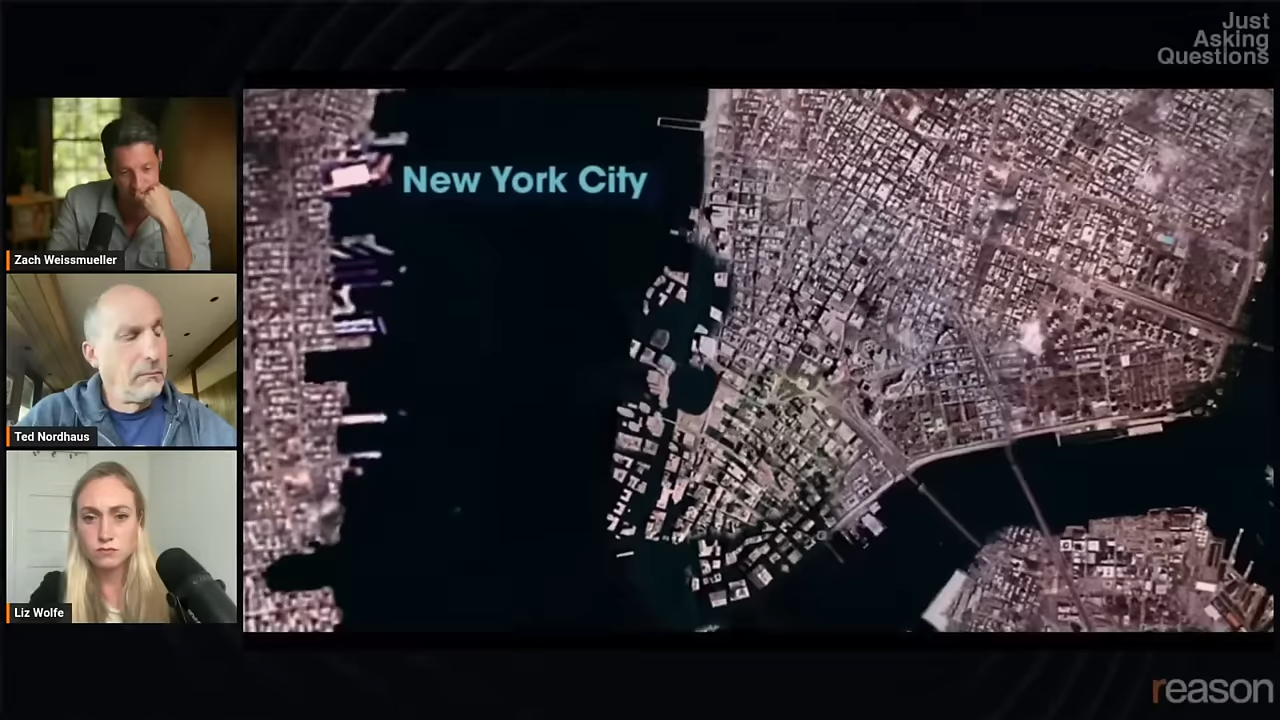 Just
Asking
Questions
New York City
Zach Weissmueller
Ted Nordhaus
Liz Wolfe
reason